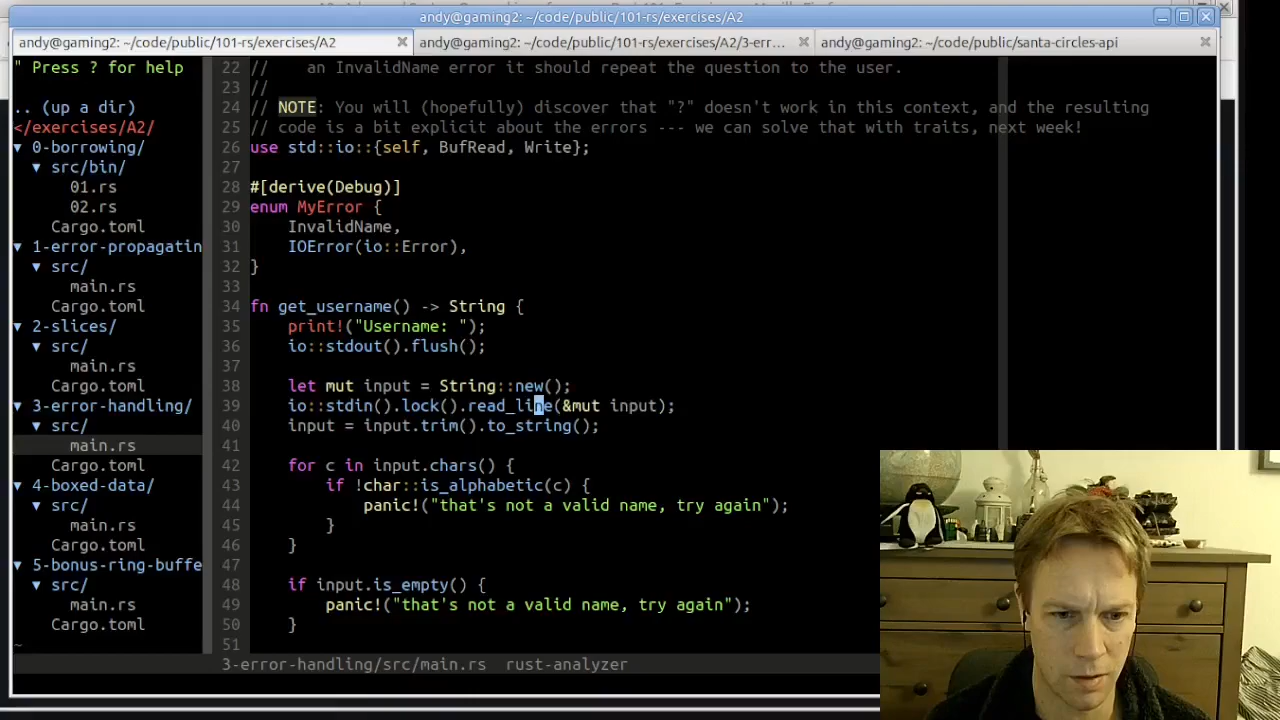 andy@gaming2: ~/code/public/101-rs/exercises/A2
andy@gaming2: ~/code/public/101-rs/exercises/A2
andy@gaming2: ~/code/public/101-rs/exercises/A2/3-err...
andy@gaming2: ~/code/public/santa-circles-api
" Press ? for help
.. (up a dir)
</exercises/A2/
▼ 0-borrowing/
▼ src/bin/
01.rs
02.rs
Cargo.toml
▼ 1-error-propagatin
▼ src/
main.rs
Cargo.toml
▼ 2-slices/
▼ src/
main.rs
Cargo.toml
▼ 3-error-handling/
▼ src/
main.rs
Cargo.toml
▼ 4-boxed-data/
▼ src/
main.rs
Cargo.toml
▼ 5-bonus-ring-buffe
▼ src/
main.rs
Cargo.toml
~
22 //    an InvalidName error it should repeat the question to the user.
23 //
24 // NOTE: You will (hopefully) discover that "?" doesn't work in this context, and the resulting
25 // code is a bit explicit about the errors --- we can solve that with traits, next week!
26 use std::io::{self, BufRead, Write};
27
28 #[derive(Debug)]
29 enum MyError {
30     InvalidName,
31     IOError(io::Error),
32 }
33
34 fn get_username() -> String {
35     print!("Username: ");
36     io::stdout().flush();
37
38     let mut input = String::new();
39     io::stdin().lock().read_line(&mut input);
40     input = input.trim().to_string();
41
42     for c in input.chars() {
43         if !char::is_alphabetic(c) {
44             panic!("that's not a valid name, try again");
45         }
46     }
47
48     if input.is_empty() {
49         panic!("that's not a valid name, try again");
50     }
51
3-error-handling/src/main.rs  rust-analyzer